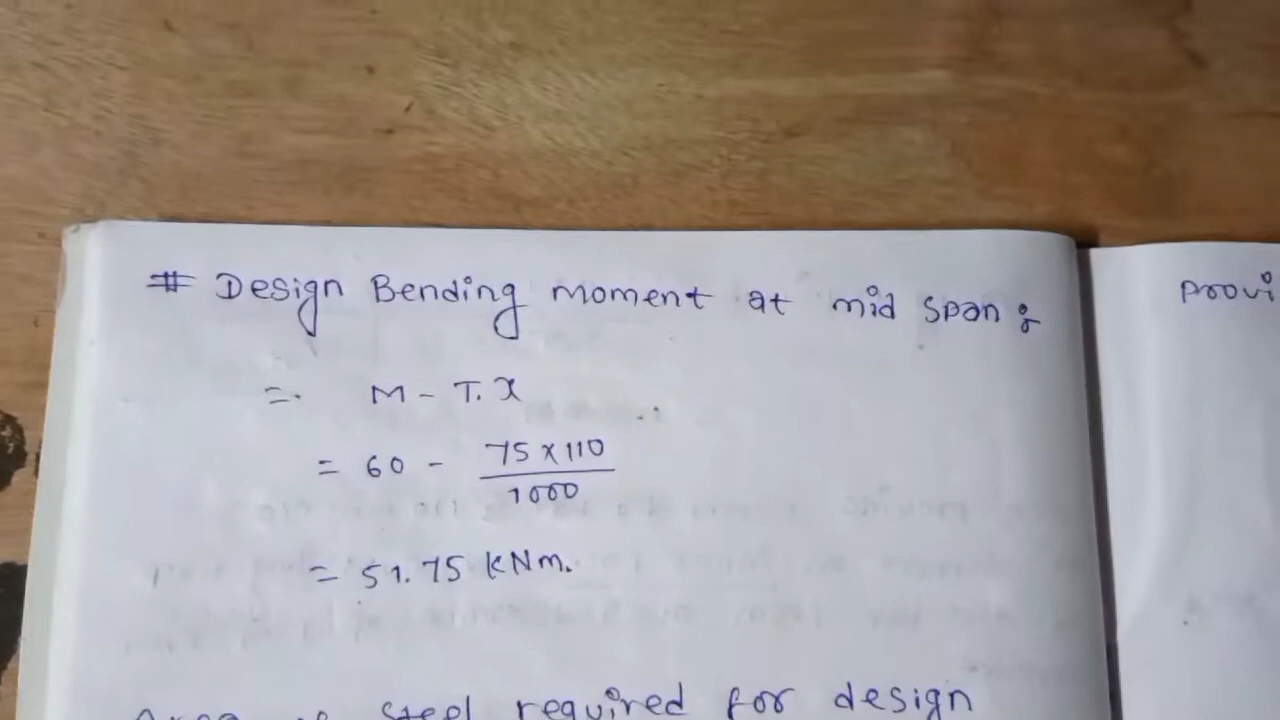 # Design Bending moment at mid span :
provi
= M - T.x
= 60 - 75 x 110 / 1000
= 51.75 kNm.
steel required for design